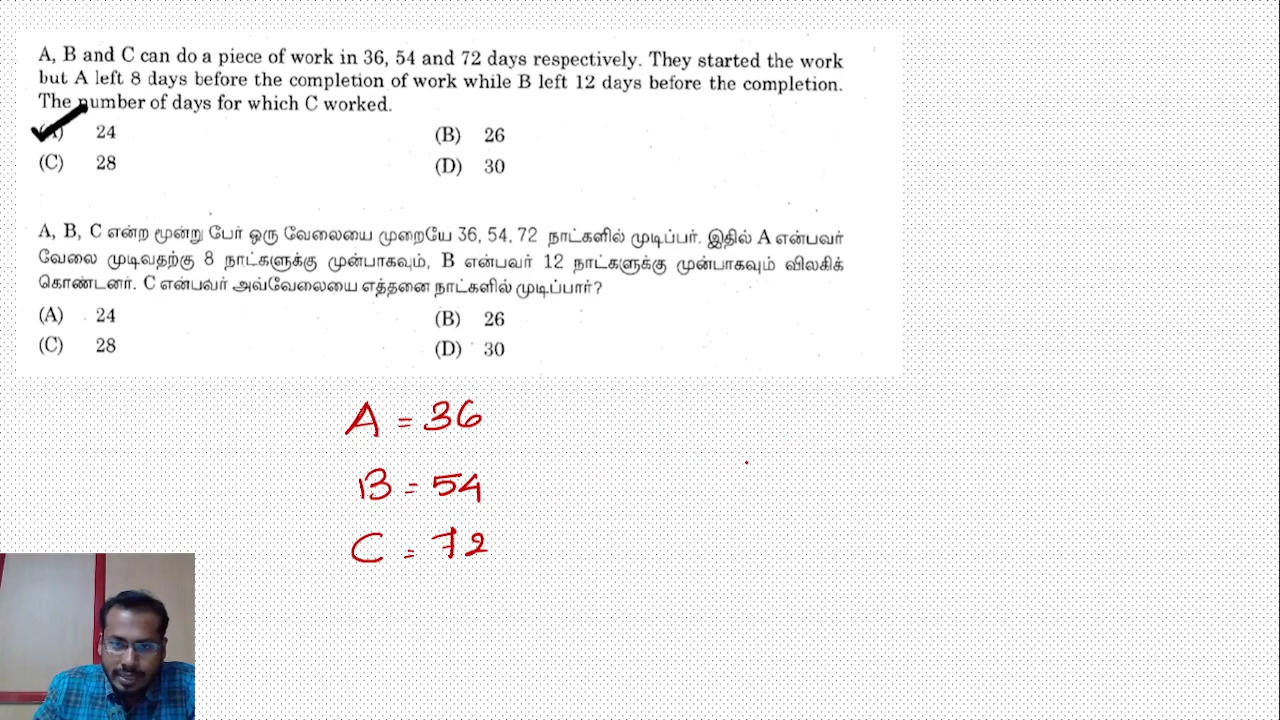 A, B and C can do a piece of work in 36, 54 and 72 days respectively. They started the work
but A left 8 days before the completion of work while B left 12 days before the completion.
The number of days for which C worked.
(A) 24 (B) 26
(C) 28 (D) 30
A, B, C என்ற மூன்று பேர் ஒரு வேலையை முறையே 36, 54, 72 நாட்களில் முடிப்பர். இதில் A என்பவர்
வேலை முடிவதற்கு 8 நாட்களுக்கு முன்பாகவும், B என்பவர் 12 நாட்களுக்கு முன்பாகவும் விலகிக்
கொண்டனர். C என்பவர் அவ்வேலையை எத்தனை நாட்களில் முடிப்பார்?
(A) 24 (B) 26
(C) 28 (D) 30
A = 36
B = 54
C = 72